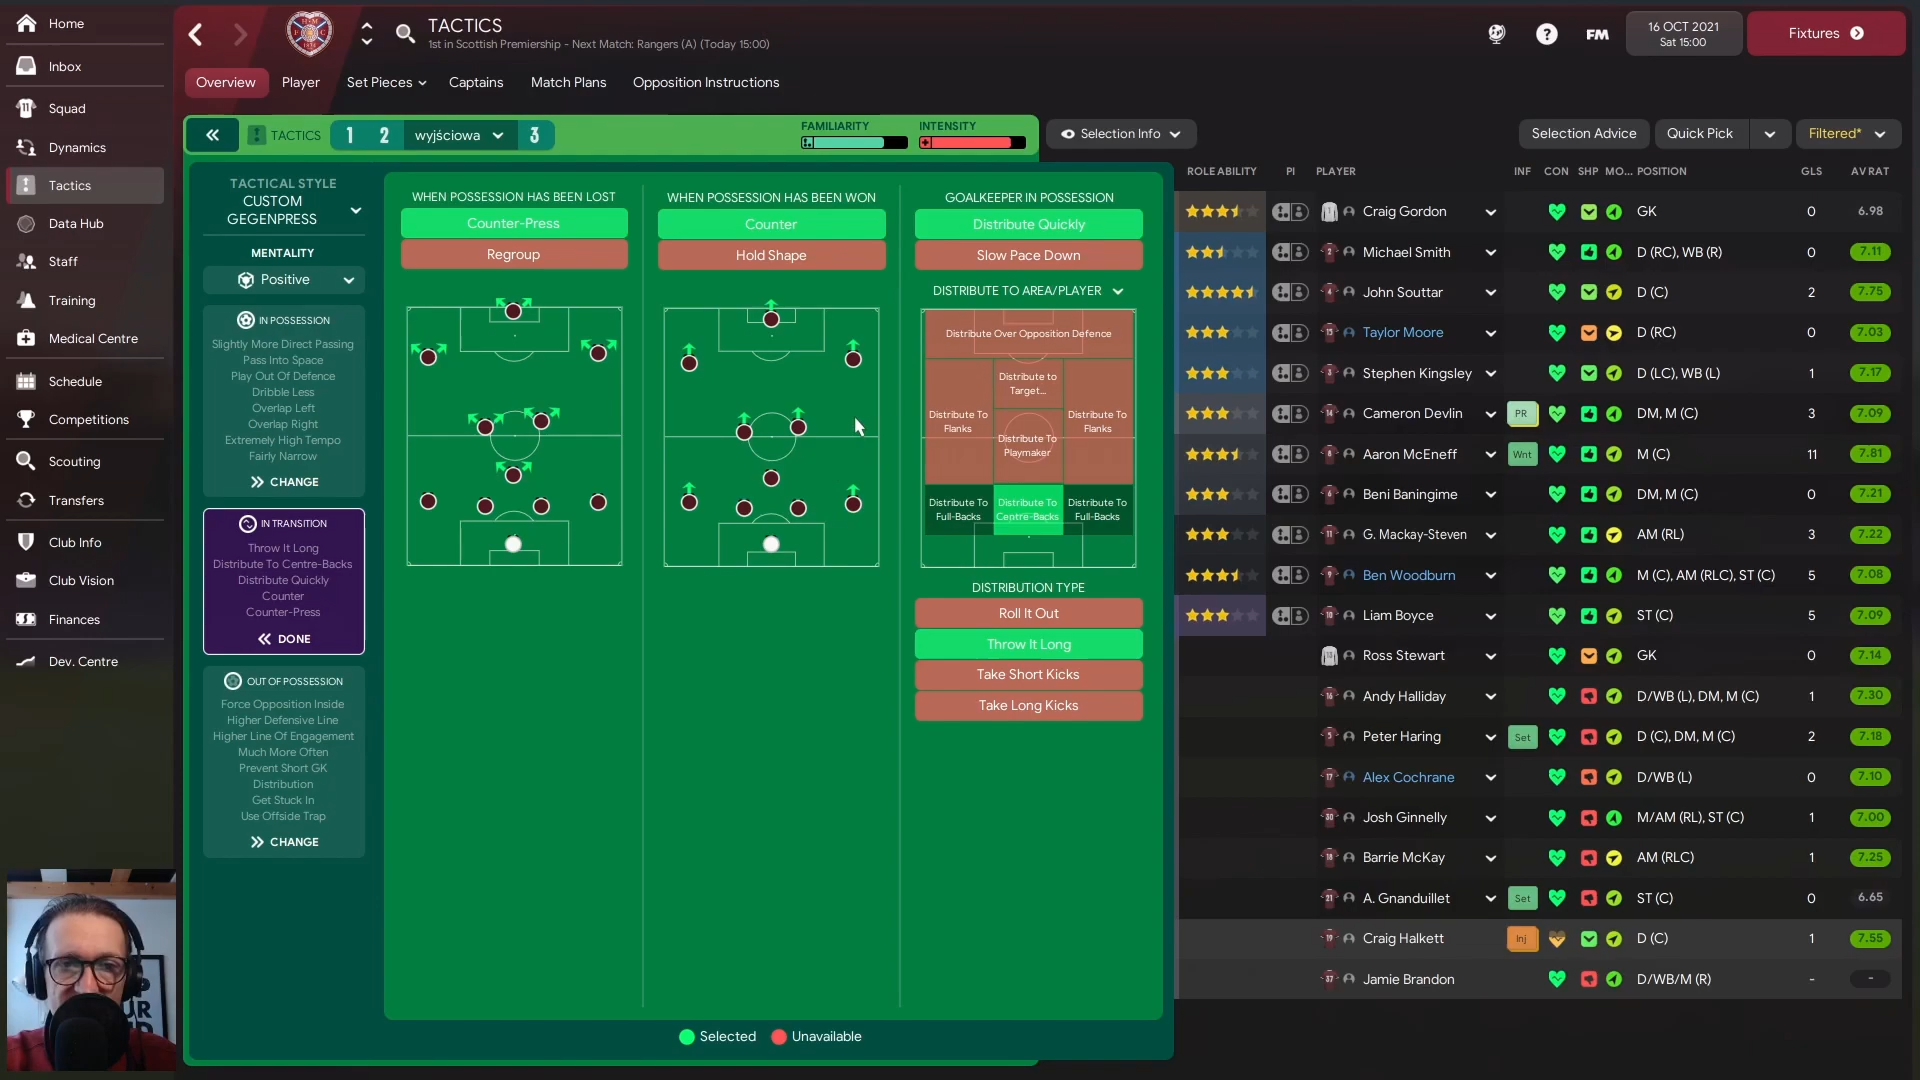 Home
Inbox
Squad
Dynamics
Tactics
Data Hub
Staff
Training
Medical Centre
Schedule
Competitions
Scouting
Transfers
Club Info
Club Vision
Finances
Dev. Centre
TACTICS
1st in Scottish Premiership - Next Match: Rangers (A) (Today 15:00)
FM
16 OCT 2021
Sat 15:00
Fixtures
Overview
Player
Set Pieces
Captains
Match Plans
Opposition Instructions
TACTICS
1
2
wyjściowa
3
FAMILIARITY
INTENSITY
Selection Info
Selection Advice
Quick Pick
Filtered*
TACTICAL STYLE
CUSTOM
GEGENPRESS
MENTALITY
Positive
IN POSSESSION
Slightly More Direct Passing
Pass Into Space
Play Out Of Defence
Dribble Less
Overlap Left
Overlap Right
Extremely High Tempo
Fairly Narrow
CHANGE
IN TRANSITION
Throw It Long
Distribute To Centre-Backs
Distribute Quickly
Counter
Counter-Press
DONE
OUT OF POSSESSION
Force Opposition Inside
Higher Defensive Line
Higher Line Of Engagement
Much More Often
Prevent Short GK
Distribution
Get Stuck In
Use Offside Trap
CHANGE
WHEN POSSESSION HAS BEEN LOST
Counter-Press
Regroup
WHEN POSSESSION HAS BEEN WON
Counter
Hold Shape
GOALKEEPER IN POSSESSION
Distribute Quickly
Slow Pace Down
DISTRIBUTE TO AREA/PLAYER
Distribute Over Opposition Defence
Distribute to
Target...
Distribute To
Flanks
Distribute To
Playmaker
Distribute To
Flanks
Distribute To
Full-Backs
Distribute To
Centre-Backs
Distribute To
Full-Backs
DISTRIBUTION TYPE
Roll It Out
Throw It Long
Take Short Kicks
Take Long Kicks
Selected
Unavailable
ROLE ABILITY PI PLAYER INF CON SHP MO... POSITION GLS AV RAT
Craig Gordon GK 0 6.98
Michael Smith D (RC), WB (R) 0 7.11
John Souttar D (C) 2 7.75
Taylor Moore D (RC) 0 7.03
Stephen Kingsley D (LC), WB (L) 1 7.17
Cameron Devlin PR DM, M (C) 3 7.09
Aaron McEneff Wnt M (C) 11 7.81
Beni Baningime DM, M (C) 0 7.21
G. Mackay-Steven AM (RL) 3 7.22
Ben Woodburn M (C), AM (RLC), ST (C) 5 7.08
Liam Boyce ST (C) 5 7.09
Ross Stewart GK 0 7.14
Andy Halliday D/WB (L), DM, M (C) 1 7.30
Peter Haring Set D (C), DM, M (C) 2 7.18
Alex Cochrane D/WB (L) 0 7.10
Josh Ginnelly M/AM (RL), ST (C) 1 7.00
Barrie McKay AM (RLC) 1 7.25
A. Gnanduillet Set ST (C) 0 6.65
Craig Halkett Inj D (C) 1 7.55
Jamie Brandon D/WB/M (R) - -